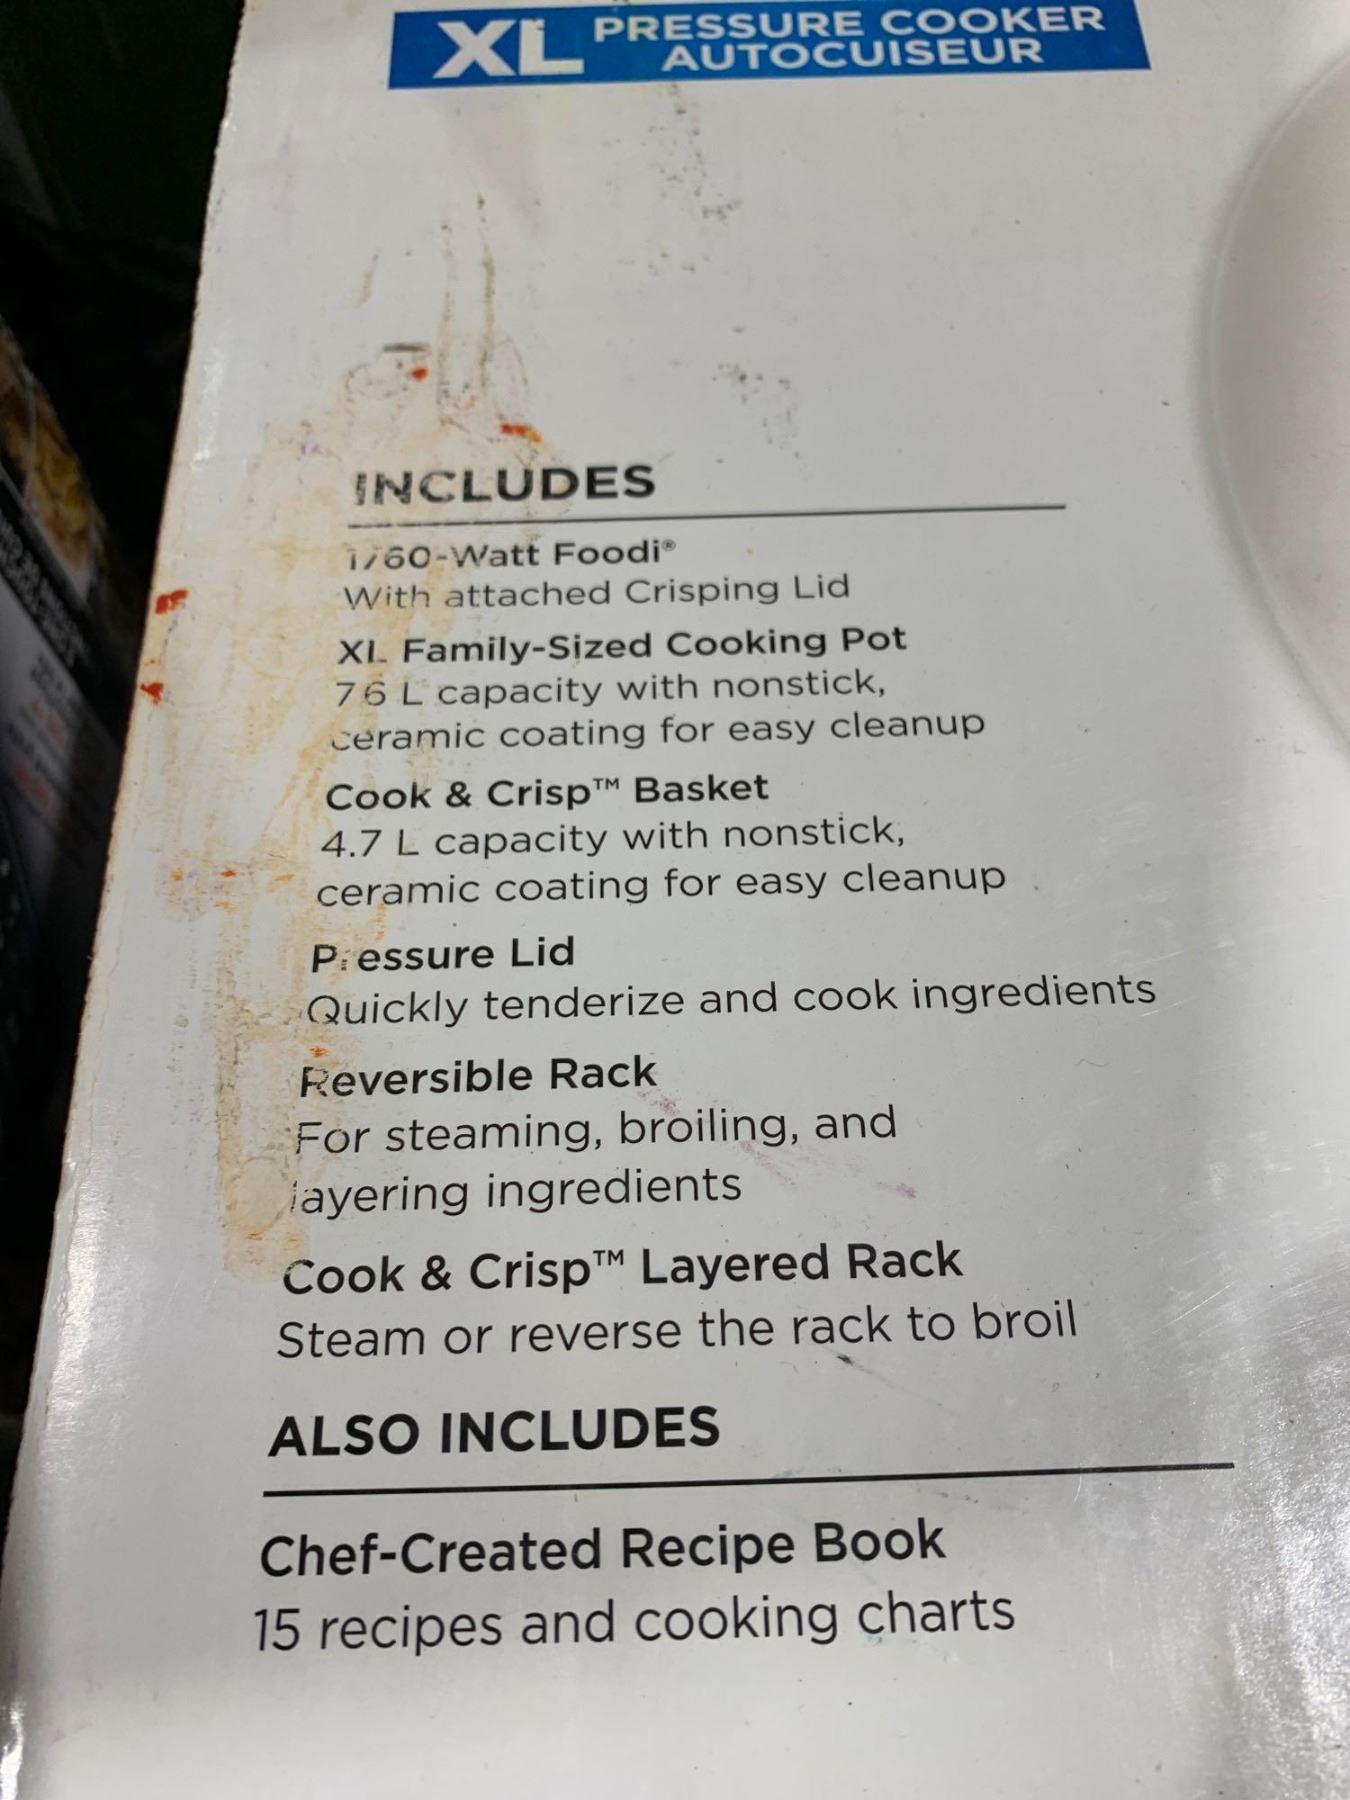 XL PRESSURE COOKER
AUTOCUISEUR
INCLUDES
1760-Watt Foodi®
With attached Crisping Lid
XL Family-Sized Cooking Pot
7.6 L capacity with nonstick,
ceramic coating for easy cleanup
Cook & Crisp™ Basket
4.7 L capacity with nonstick,
ceramic coating for easy cleanup
Pressure Lid
Quickly tenderize and cook ingredients
Reversible Rack
For steaming, broiling, and
layering ingredients
Cook & Crisp™ Layered Rack
Steam or reverse the rack to broil
ALSO INCLUDES
Chef-Created Recipe Book
15 recipes and cooking charts